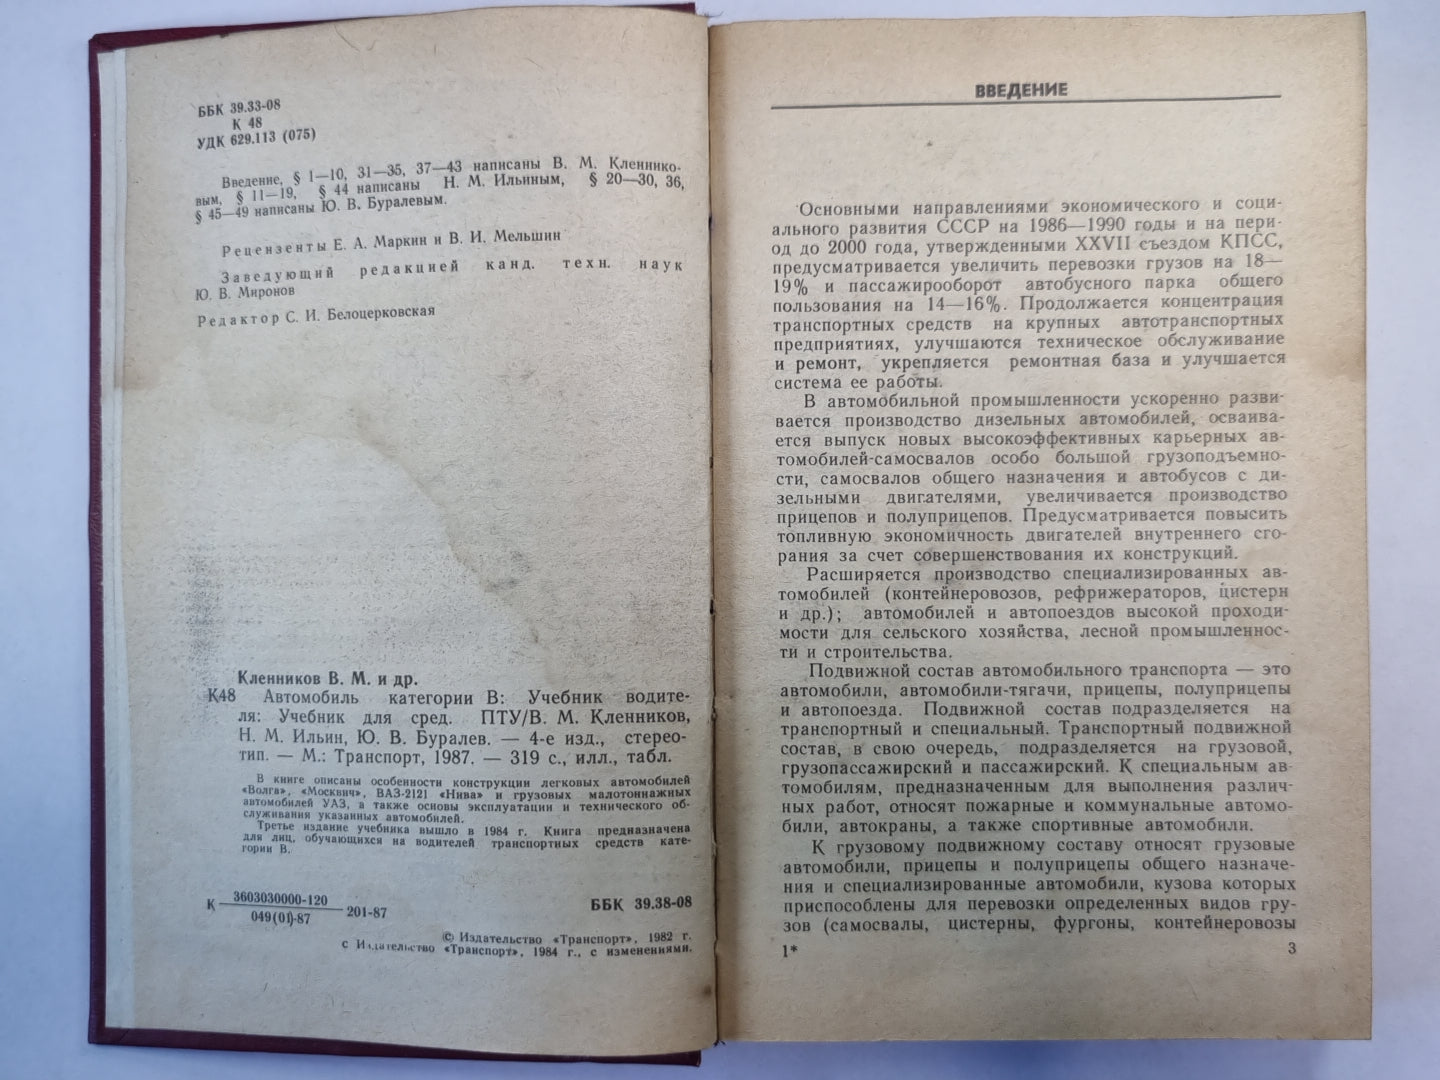 ББК 39.33-08
К 48
УДК 629.113 (075)
Введение, § 1—10, 31—35, 37—43 написаны В. М. Кленнико-
вым, § 11—19, § 44 написаны Н. М. Ильиным, § 20—30, 36,
§ 45—49 написаны Ю. В. Буралевым.
Рецензенты Е. А. Маркин и В. И. Мельшин
Заведующий редакцией канд. техн. наук
Ю. В. Миронов
Редактор С. И. Белоцерковская
Кленников В. М. и др.
К48 Автомобиль категории В: Учебник водите-
ля: Учебник для сред. ПТУ/В. М. Кленников,
Н. М. Ильин, Ю. В. Буралев. — 4-е изд., стерео-
тип. — М.: Транспорт, 1987. — 319 с., илл., табл.
В книге описаны особенности конструкции легковых автомобилей
«Волга», «Москвич», ВАЗ-2121 «Нива» и грузовых малотоннажных
автомобилей УАЗ, а также основы эксплуатации и технического об-
служивания указанных автомобилей.
Третье издание учебника вышло в 1984 г. Книга предназначена
для лиц, обучающихся на водителей транспортных средств кате-
гории В.
К 3603030000-120
049(01)-87 201-87
ББК 39.38-08
© Издательство «Транспорт», 1982 г.
с Издательство «Транспорт», 1984 г., с изменениями.
ВВЕДЕНИЕ
Основными направлениями экономического и соци-
ального развития СССР на 1986—1990 годы и на пери-
од до 2000 года, утвержденными XXVII съездом КПСС,
предусматривается увеличить перевозки грузов на 18—
19% и пассажирооборот автобусного парка общего
пользования на 14—16%. Продолжается концентрация
транспортных средств на крупных автотранспортных
предприятиях, улучшаются техническое обслуживание
и ремонт, укрепляется ремонтная база и улучшается
система ее работы.
В автомобильной промышленности ускоренно разви-
вается производство дизельных автомобилей, осваива-
ется выпуск новых высокоэффективных карьерных ав-
томобилей-самосвалов особо большой грузоподъемно-
сти, самосвалов общего назначения и автобусов с ди-
зельными двигателями, увеличивается производство
прицепов и полуприцепов. Предусматривается повысить
топливную экономичность двигателей внутреннего сго-
рания за счет совершенствования их конструкций.
Расширяется производство специализированных ав-
томобилей (контейнеровозов, рефрижераторов, цистерн
и др.); автомобилей и автопоездов высокой проходи-
мости для сельского хозяйства, лесной промышленнос-
ти и строительства.
Подвижной состав автомобильного транспорта — это
автомобили, автомобили-тягачи, прицепы, полуприцепы
и автопоезда. Подвижной состав подразделяется на
транспортный и специальный. Транспортный подвижной
состав, в свою очередь, подразделяется на грузовой,
грузопассажирский и пассажирский. К специальным ав-
томобилям, предназначенным для выполнения различ-
ных работ, относят пожарные и коммунальные автомо-
били, автокраны, а также спортивные автомобили.
К грузовому подвижному составу относят грузовые
автомобили, прицепы и полуприцепы общего назначе-
ния и специализированные автомобили, кузова которых
приспособлены для перевозки определенных видов гру-
зов (самосвалы, цистерны, фургоны, контейнеровозы
1* 3